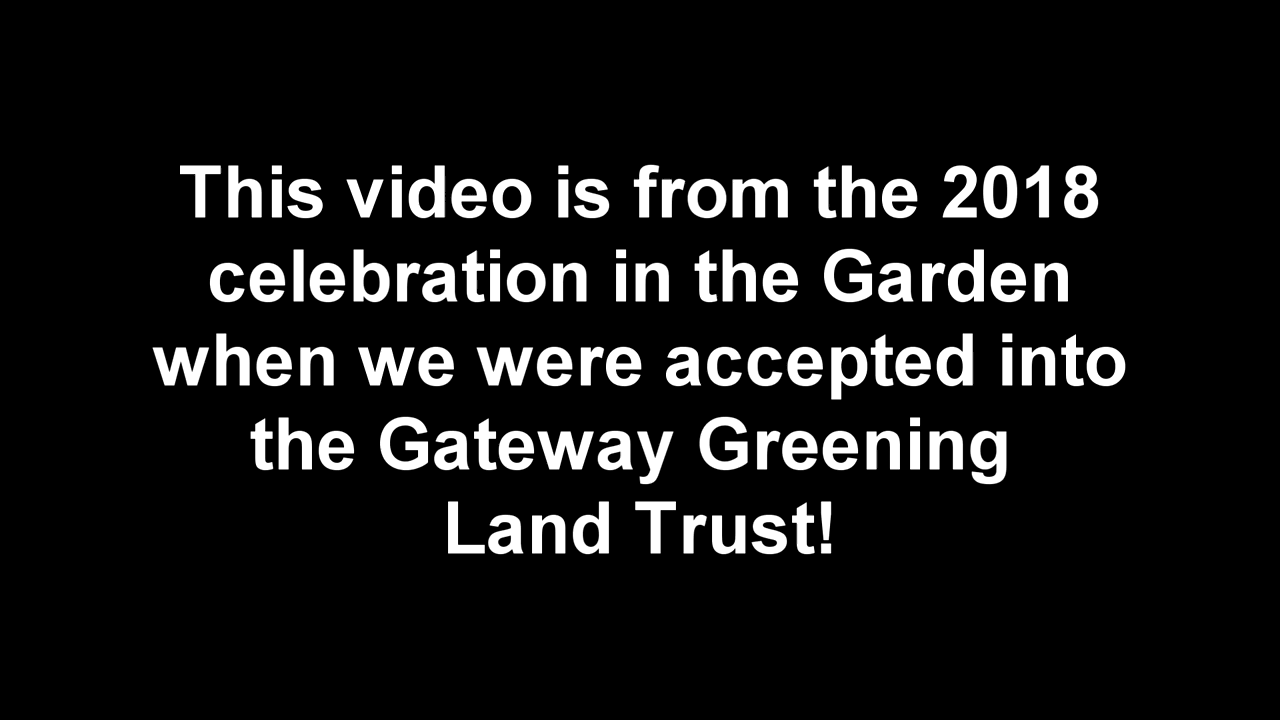 This video is from the 2018
celebration in the Garden
when we were accepted into
the Gateway Greening
Land Trust!